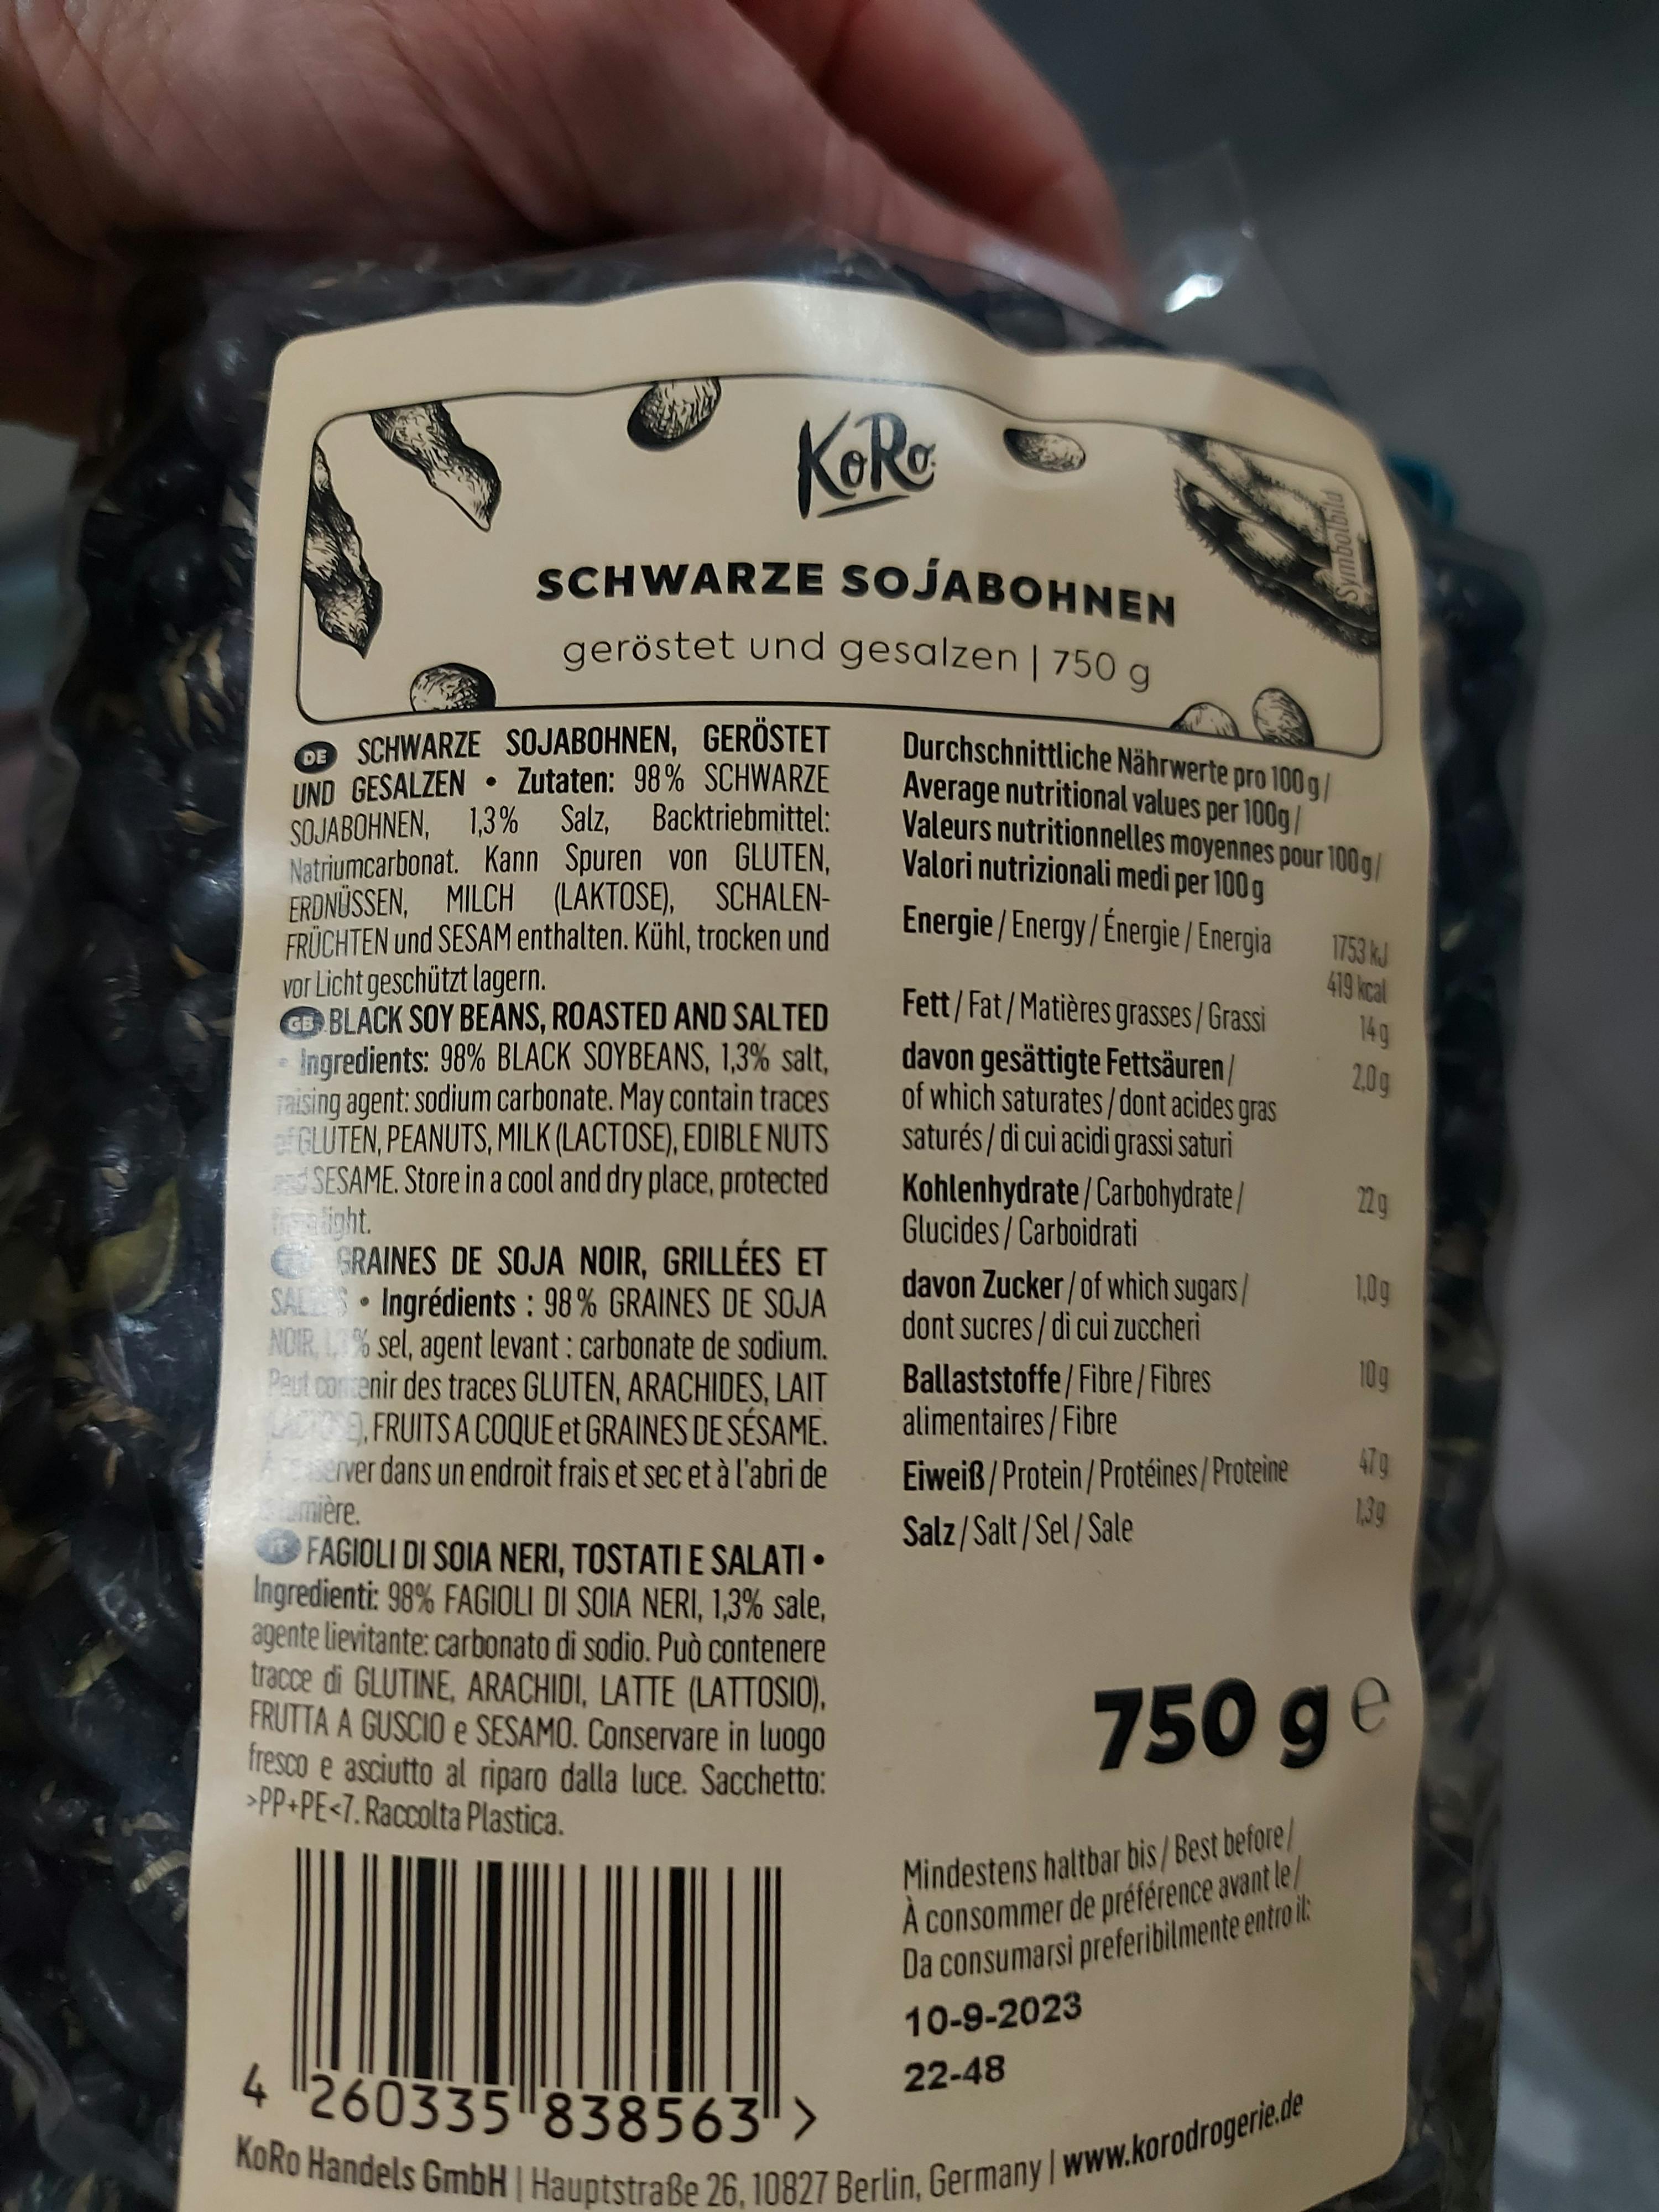 KoRo
Symbolbild
SCHWARZE SOJABOHNEN
geröstet und gesalzen | 750 g
DE SCHWARZE SOJABOHNEN, GERÖSTET
UND GESALZEN • Zutaten: 98% SCHWARZE
SOJABOHNEN, 1,3% Salz, Backtriebmittel:
Natriumcarbonat. Kann Spuren von GLUTEN,
ERDNÜSSEN, MILCH (LAKTOSE), SCHALEN-
FRÜCHTEN und SESAM enthalten. Kühl, trocken und
vor Licht geschützt lagern.
GB BLACK SOY BEANS, ROASTED AND SALTED
• Ingredients: 98% BLACK SOYBEANS, 1,3% salt,
raising agent: sodium carbonate. May contain traces
of GLUTEN, PEANUTS, MILK (LACTOSE), EDIBLE NUTS
and SESAME. Store in a cool and dry place, protected
light.
GRAINES DE SOJA NOIR, GRILLÉES ET
• Ingrédients : 98% GRAINES DE SOJA
NOIR, 1,3% sel, agent levant : carbonate de sodium.
Peut contenir des traces GLUTEN, ARACHIDES, LAIT
(LACTOSE), FRUITS A COQUE et GRAINES DE SÉSAME.
dans un endroit frais et sec et à l'abri de
FAGIOLI DI SOIA NERI, TOSTATI E SALATI •
Ingredienti: 98% FAGIOLI DI SOIA NERI, 1,3% sale,
agente lievitante: carbonato di sodio. Può contenere
tracce di GLUTINE, ARACHIDI, LATTE (LATTOSIO),
FRUTTA A GUSCIO e SESAMO. Conservare in luogo
fresco e asciutto al riparo dalla luce. Sacchetto:
>PP+PE<7. Raccolta Plastica.
Durchschnittliche Nährwerte pro 100 g/
Average nutritional values per 100g/
Valeurs nutritionnelles moyennes pour 100g/
Valori nutrizionali medi per 100 g
Energie / Energy / Énergie / Energia 1753 kJ
419 kcal
Fett / Fat / Matières grasses / Grassi 14 g
davon gesättigte Fettsäuren / 2,0 g
of which saturates / dont acides gras
saturés / di cui acidi grassi saturi
Kohlenhydrate / Carbohydrate / 22 g
Glucides / Carboidrati
davon Zucker / of which sugars / 1,0 g
dont sucres / di cui zuccheri
Ballaststoffe / Fibre / Fibres 10 g
alimentaires / Fibre
Eiweiß / Protein / Protéines / Proteine 47 g
Salz / Salt / Sel / Sale 1,3 g
750 g e
Mindestens haltbar bis / Best before /
À consommer de préférence avant le /
Da consumarsi preferibilmente entro il:
10-9-2023
22-48
4 260335 838563 >
KoRo Handels GmbH | Hauptstraße 26, 10827 Berlin, Germany | www.korodrogerie.de